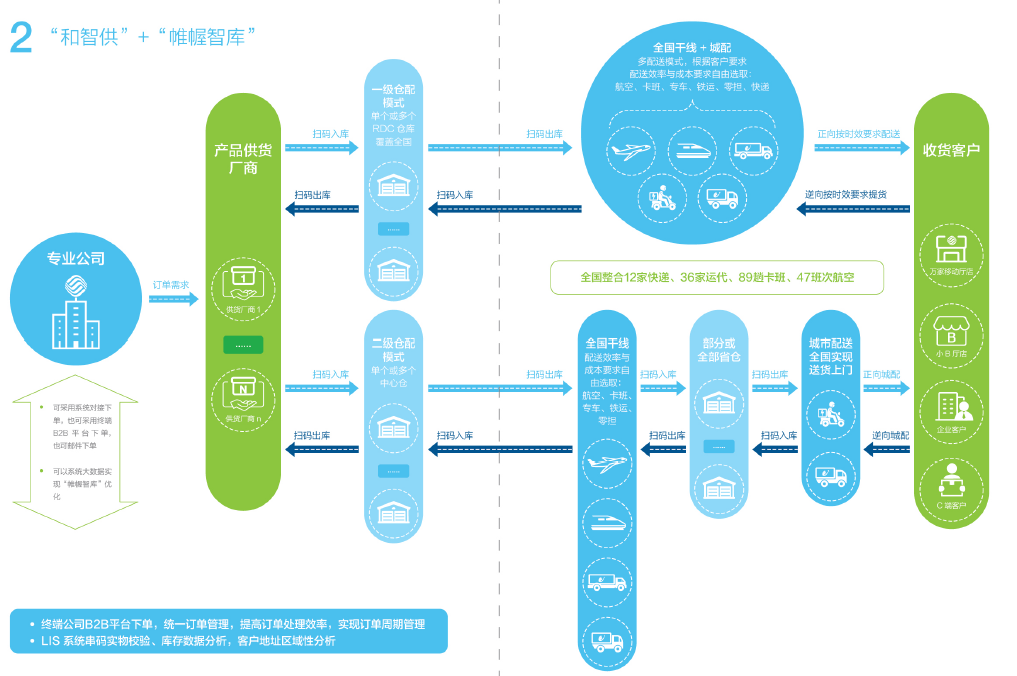 2 “和智供” + “帷幄智库”
专业公司
订单需求
可采用系统对接下
单，也可采用终端
B2B 平台下单，
也可邮件下单
可以系统大数据实
现“帷幄智库”优
化
产品供货
厂商
1
供货厂商 1
......
N
供货厂商 n
扫码入库
扫码出库
扫码入库
扫码出库
一级仓配
模式
单个或多个
RDC 仓库
覆盖全国
......
二级仓配
模式
单个或多个
中心仓
......
扫码出库
扫码入库
全国干线 + 城配
多配送模式，根据客户要求
配送效率与成本要求自由选取：
航空、卡班、专车、铁运、零担、快递
正向按时效要求配送
逆向按时效要求提货
全国整合12家快递、36家运代、89趟卡班、47班次航空
扫码出库
扫码入库
全国干线
配送效率与
成本要求自
由选取：
航空、卡班、
专车、铁运、
零担
扫码入库
扫码出库
部分或
全部省仓
......
扫码出库
扫码入库
城市配送
全国实现
送货上门
正向城配
逆向城配
收货客户
万家移动厅店
B
小 B 厅店
企业客户
C 端客户
终端公司B2B平台下单，统一订单管理，提高订单处理效率，实现订单周期管理
LIS 系统串码实物校验、库存数据分析，客户地址区域性分析